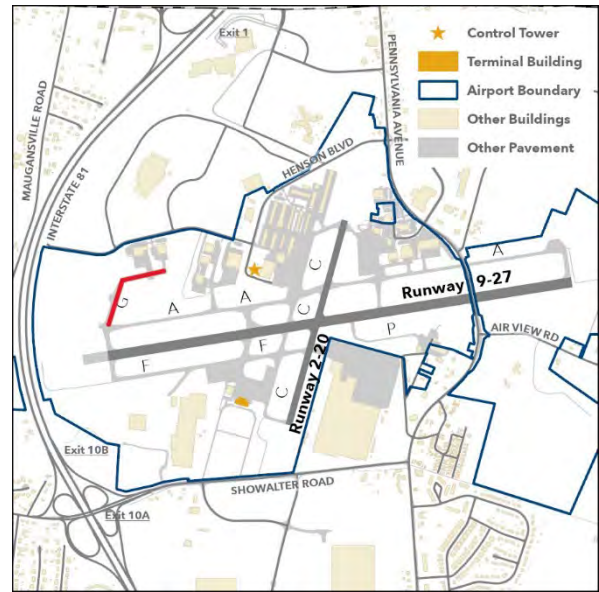 Exit 1
Control Tower
Terminal Building
Airport Boundary
Other Buildings
Other Pavement
PENNSYLVANIA AVENUE
MAUGANSVILLE ROAD
INTERSTATE 81
HENSON BLVD
C
A
Runway 9-27
G
A
A
C
F
F
P
AIR VIEW RD
C
Runway 2-20
Exit 10B
SHOWALTER ROAD
Exit 10A